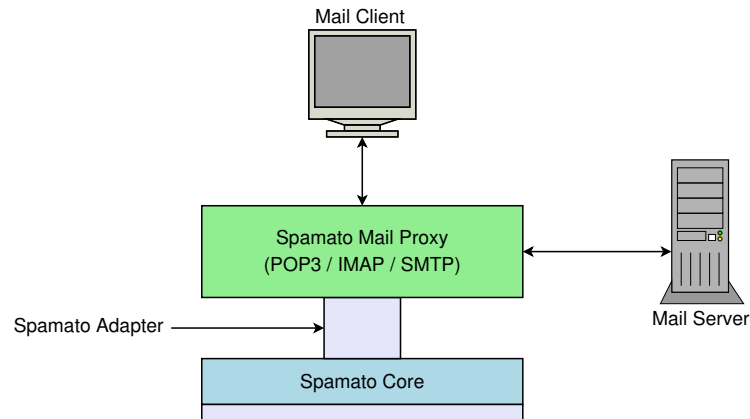 Mail Client
Spamato Mail Proxy
(POP3 / IMAP / SMTP)
Mail Server
Spamato Adapter
Spamato Core